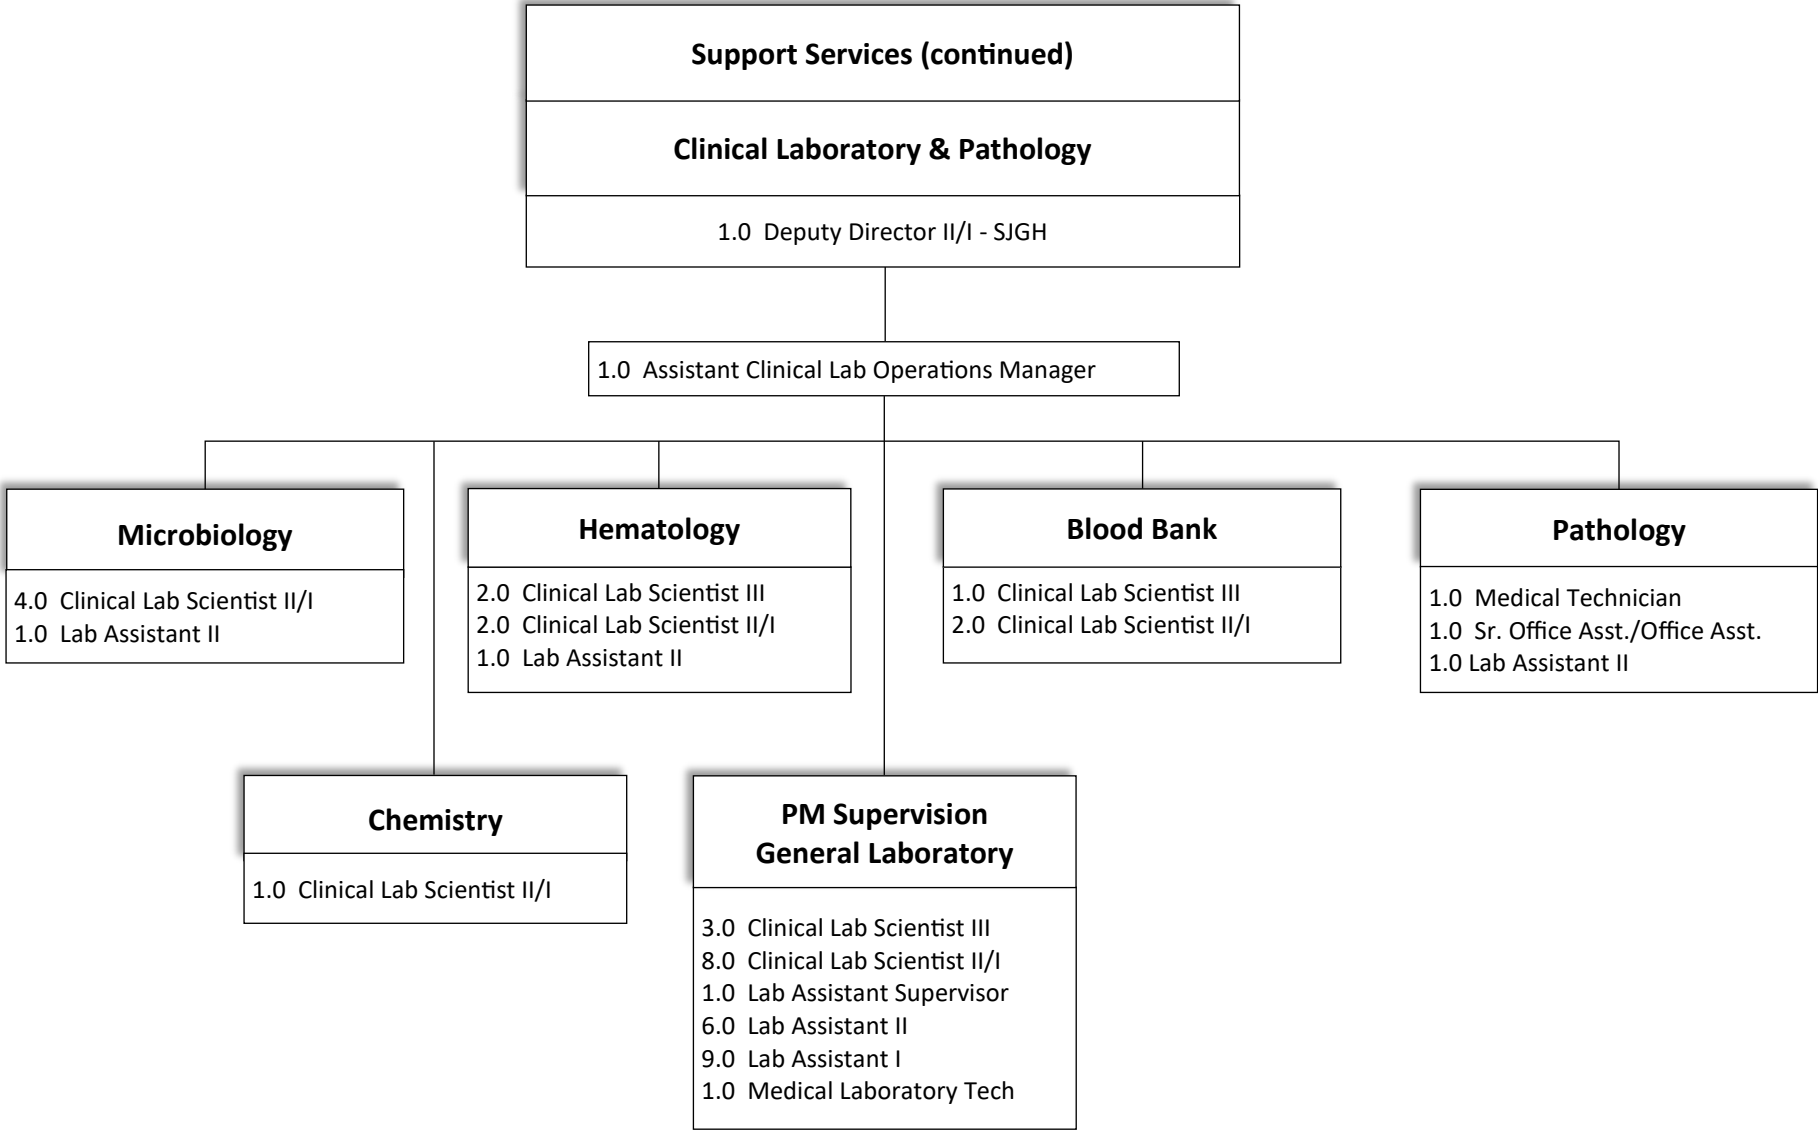 Support Services (continued)
Clinical Laboratory & Pathology
1.0  Deputy Director II/I - SJGH
1.0  Assistant Clinical Lab Operations Manager
Microbiology
4.0  Clinical Lab Scientist II/I
1.0  Lab Assistant II
Hematology
2.0  Clinical Lab Scientist III
2.0  Clinical Lab Scientist II/I
1.0  Lab Assistant II
Blood Bank
1.0  Clinical Lab Scientist III
2.0  Clinical Lab Scientist II/I
Pathology
1.0  Medical Technician
1.0  Sr. Office Asst./Office Asst.
1.0 Lab Assistant II
Chemistry
1.0  Clinical Lab Scientist II/I
PM Supervision
General Laboratory
3.0  Clinical Lab Scientist III
8.0  Clinical Lab Scientist II/I
1.0  Lab Assistant Supervisor
6.0  Lab Assistant II
9.0  Lab Assistant I
1.0  Medical Laboratory Tech